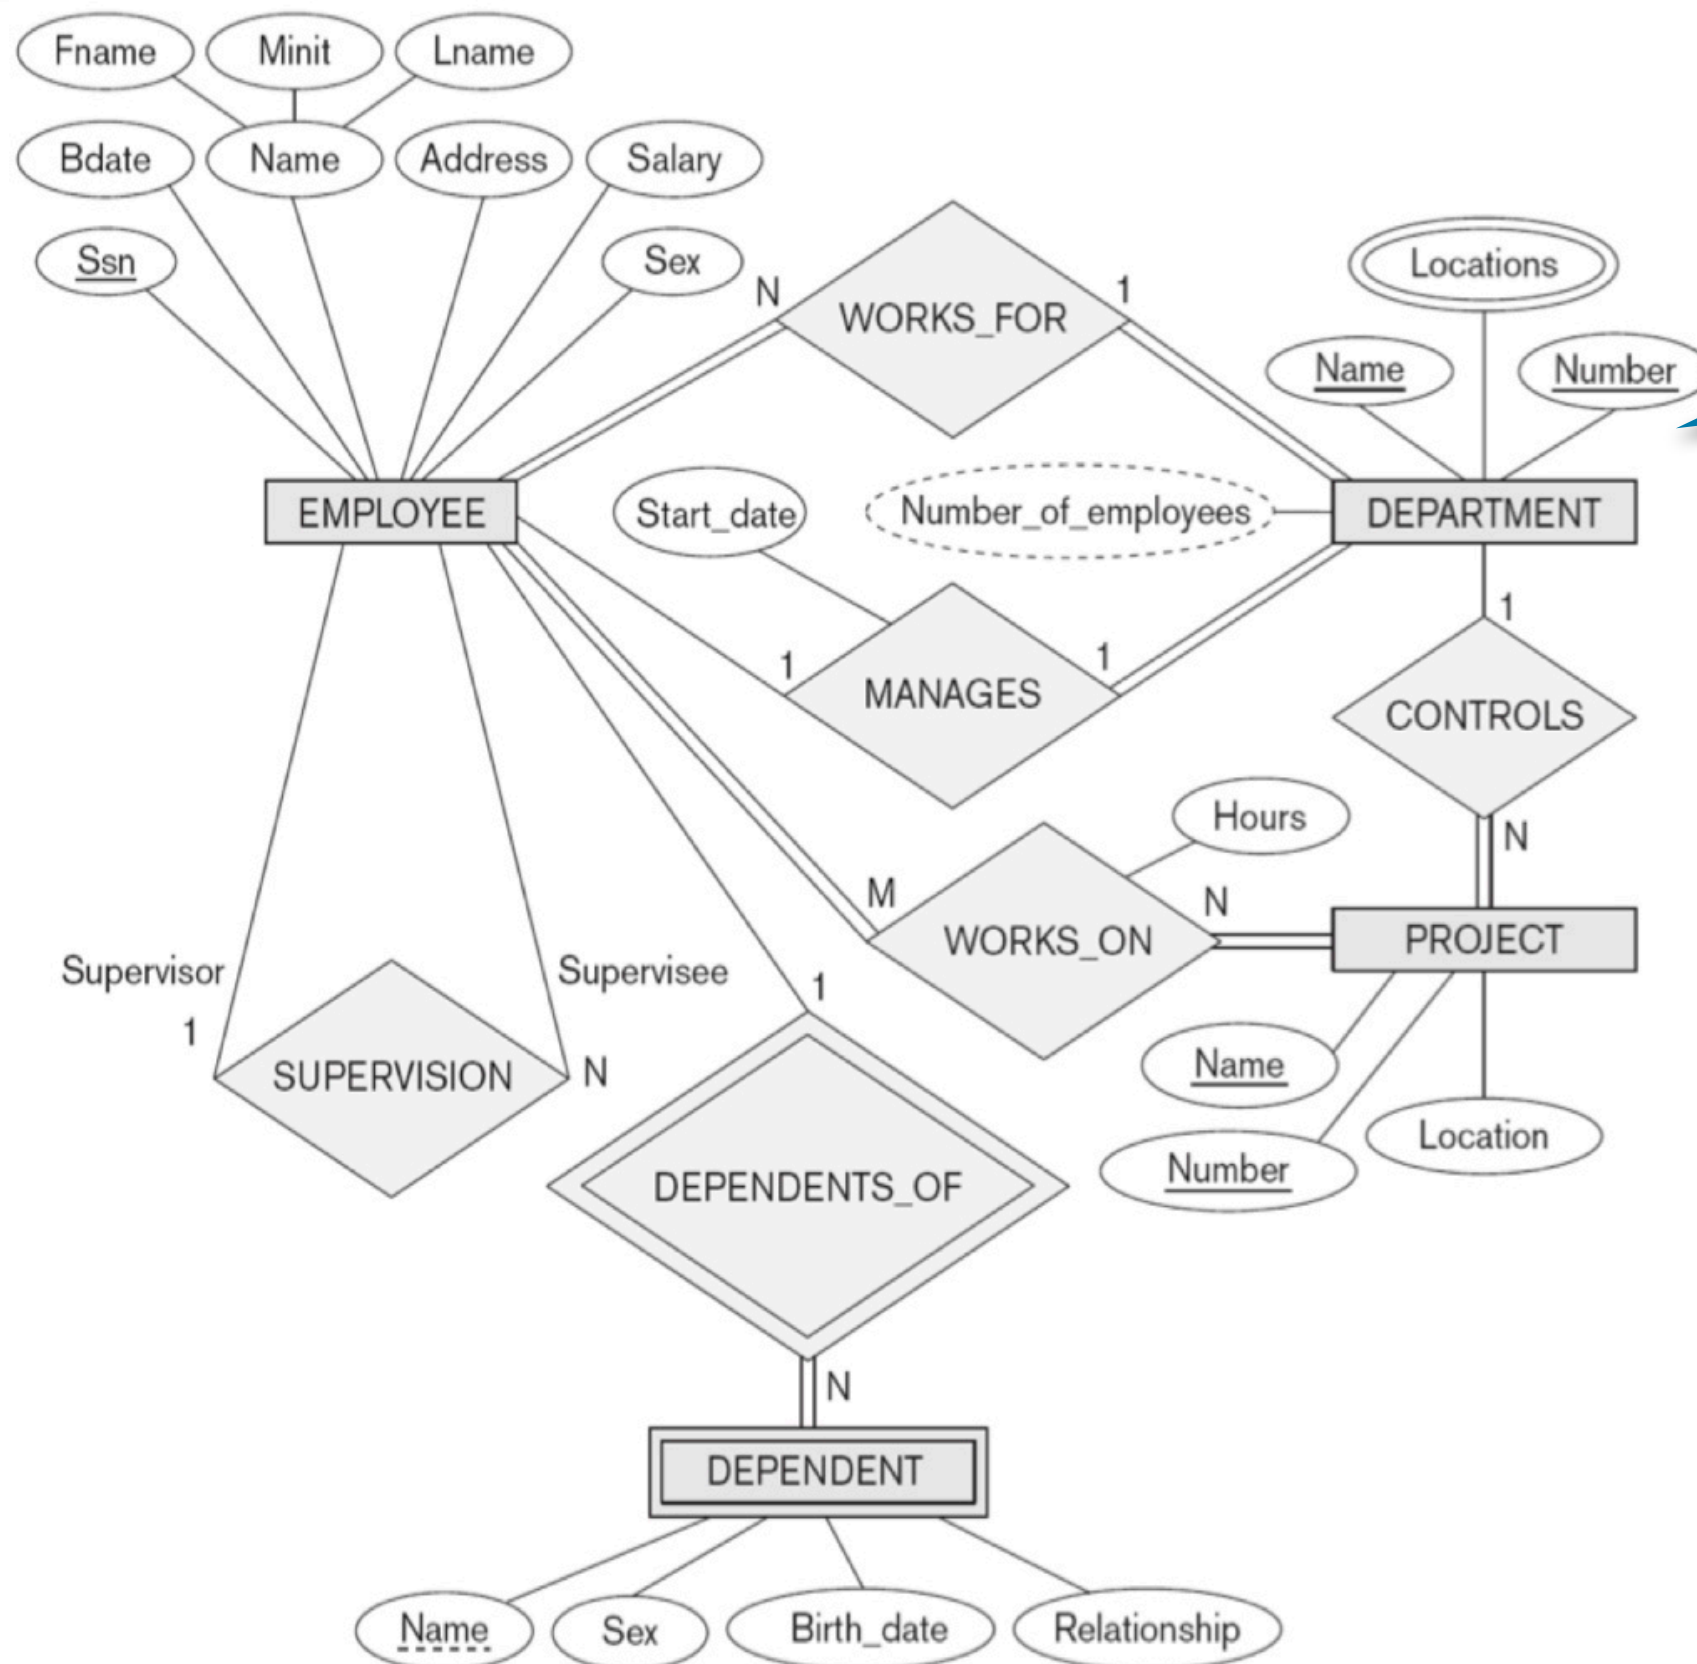 Fname
Minit
Lname
Bdate
Name
Address
Salary
Ssn
Sex
N
WORKS_FOR
1
Locations
Name
Number
EMPLOYEE
Start_date
Number_of_employees
DEPARTMENT
1
MANAGES
1
1
CONTROLS
N
Hours
M
WORKS_ON
N
PROJECT
Supervisor
Supervisee
1
SUPERVISION
N
1
Name
Number
Location
DEPENDENTS_OF
N
DEPENDENT
Name
Sex
Birth_date
Relationship